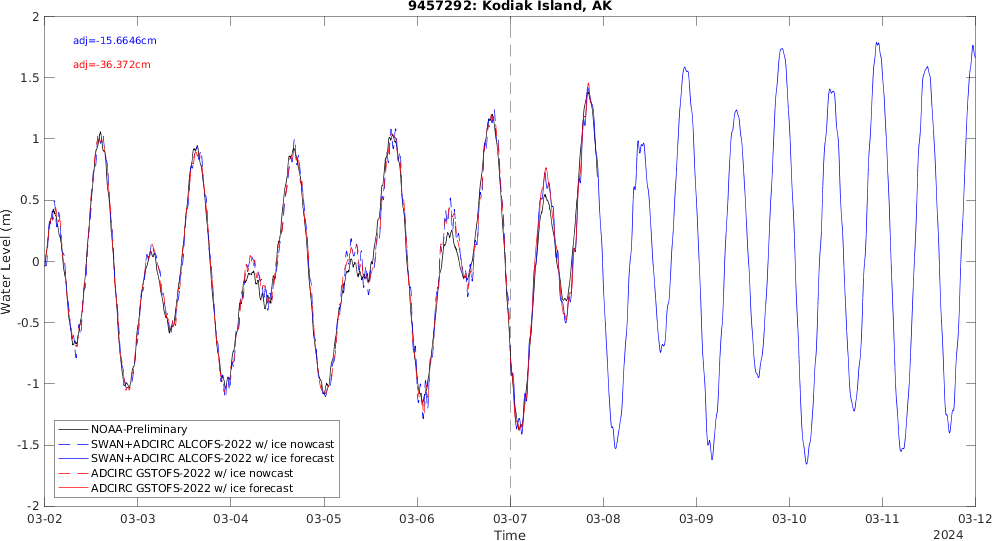 9457292: Kodiak Island, AK
adj=-15.6646cm
adj=-36.372cm
Water Level (m)
2
1.5
1
0.5
0
-0.5
-1
-1.5
-2
NOAA-Preliminary
SWAN+ADCIRC ALCOFS-2022 w/ ice nowcast
SWAN+ADCIRC ALCOFS-2022 w/ ice forecast
ADCIRC GSTOFS-2022 w/ ice nowcast
ADCIRC GSTOFS-2022 w/ ice forecast
03-02 03-03 03-04 03-05 03-06 03-07 03-08 03-09 03-10 03-11 03-12
Time
2024